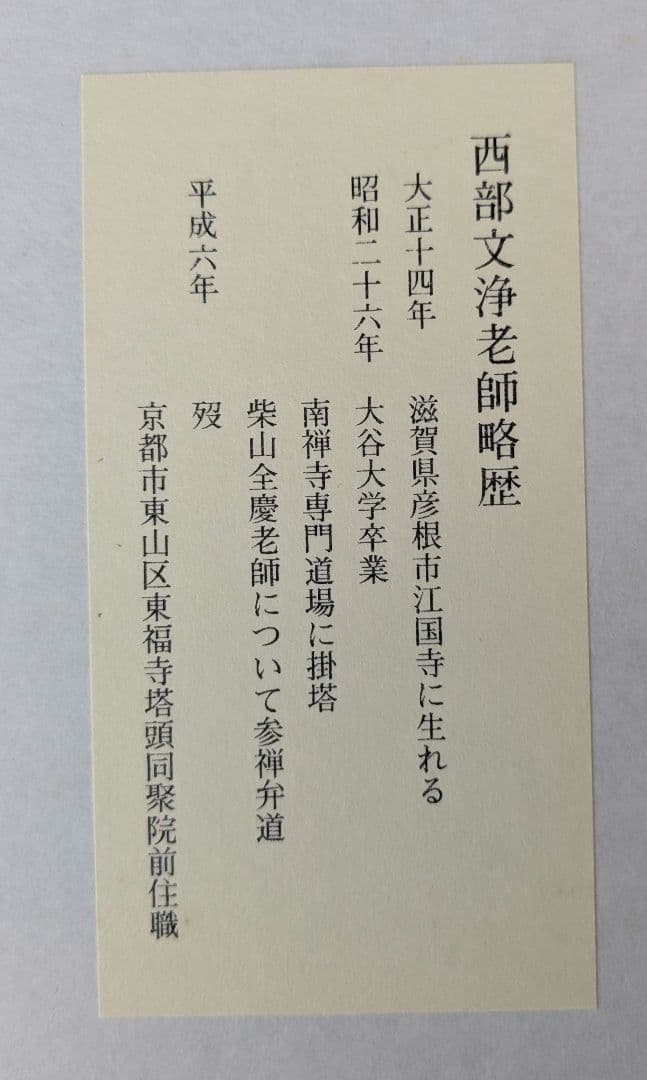 西部文浄老師略歴
大正十四年 滋賀県彦根市江国寺に生れる
昭和二十六年 大谷大学卒業
南禅寺専門道場に掛塔
柴山全慶老師について参禅弁道
平成六年 歿
京都市東山区東福寺塔頭同聚院前住職